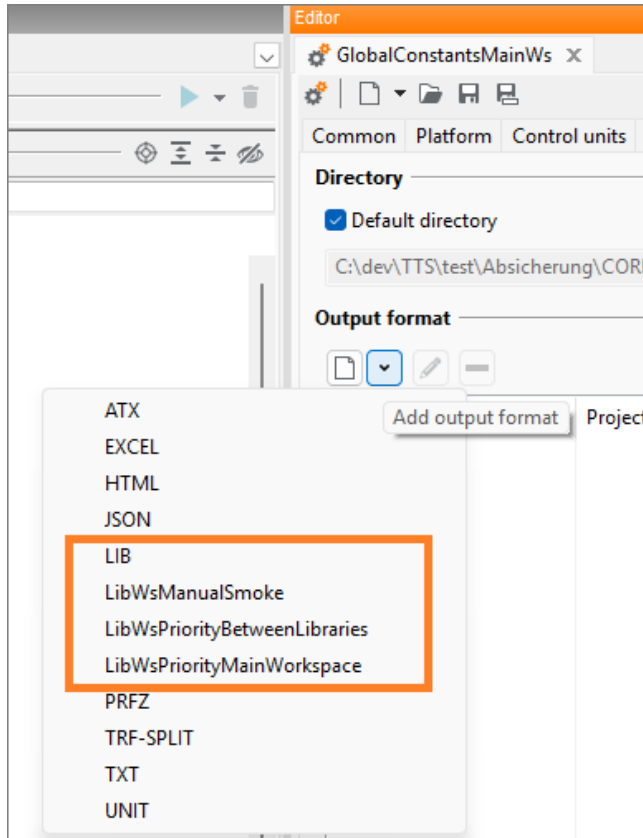 Editor
GlobalConstantsMainWs
Common Platform Control units
Directory
Default directory
C:\dev\TTS\test\Absicherung\COR
Output format
Add output format
Project
ATX
EXCEL
HTML
JSON
LIB
LibWsManualSmoke
LibWsPriorityBetweenLibraries
LibWsPriorityMainWorkspace
PRFZ
TRF-SPLIT
TXT
UNIT